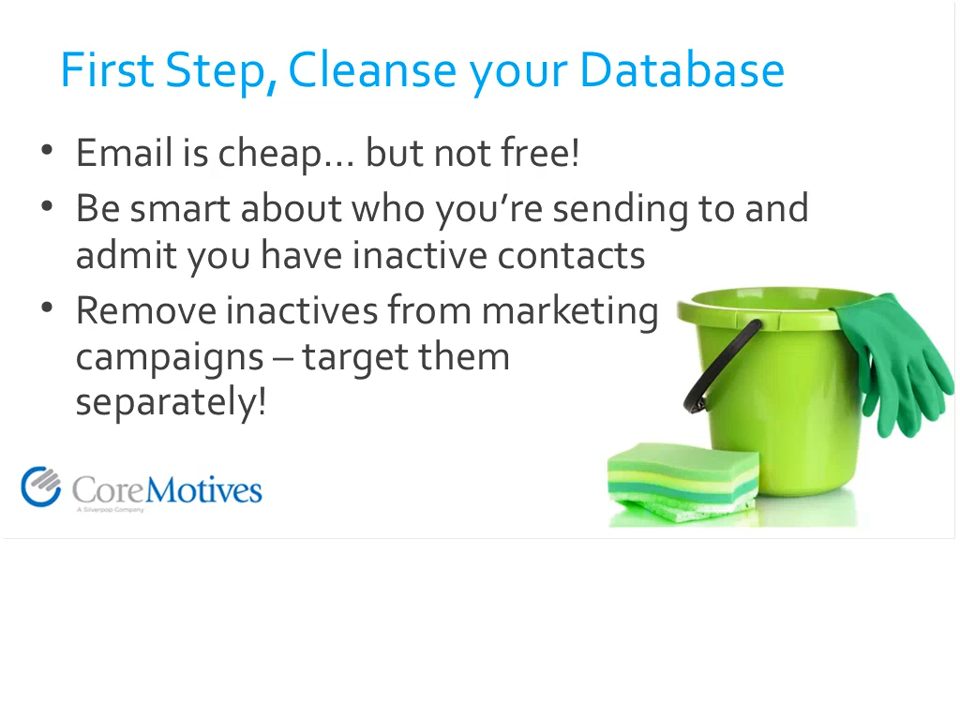 First Step, Cleanse your Database
• Email is cheap… but not free!
• Be smart about who you’re sending to and
admit you have inactive contacts
• Remove inactives from marketing
campaigns – target them
separately!
CoreMotives
A Silverpop Company